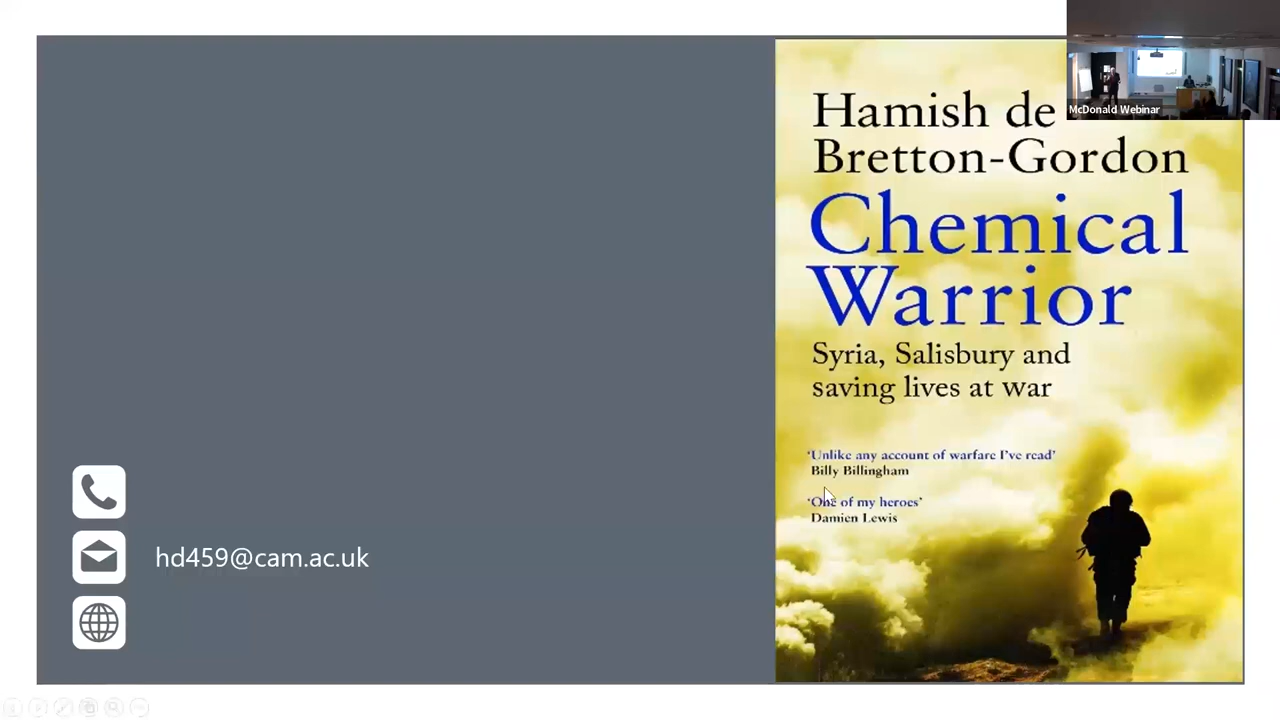 Hamish de
Bretton-Gordon
Chemical
Warrior
Syria, Salisbury and
saving lives at war
‘Unlike any account of warfare I’ve read’
Billy Billingham
‘One of my heroes’
Damien Lewis
hd459@cam.ac.uk
McDonald Webinar